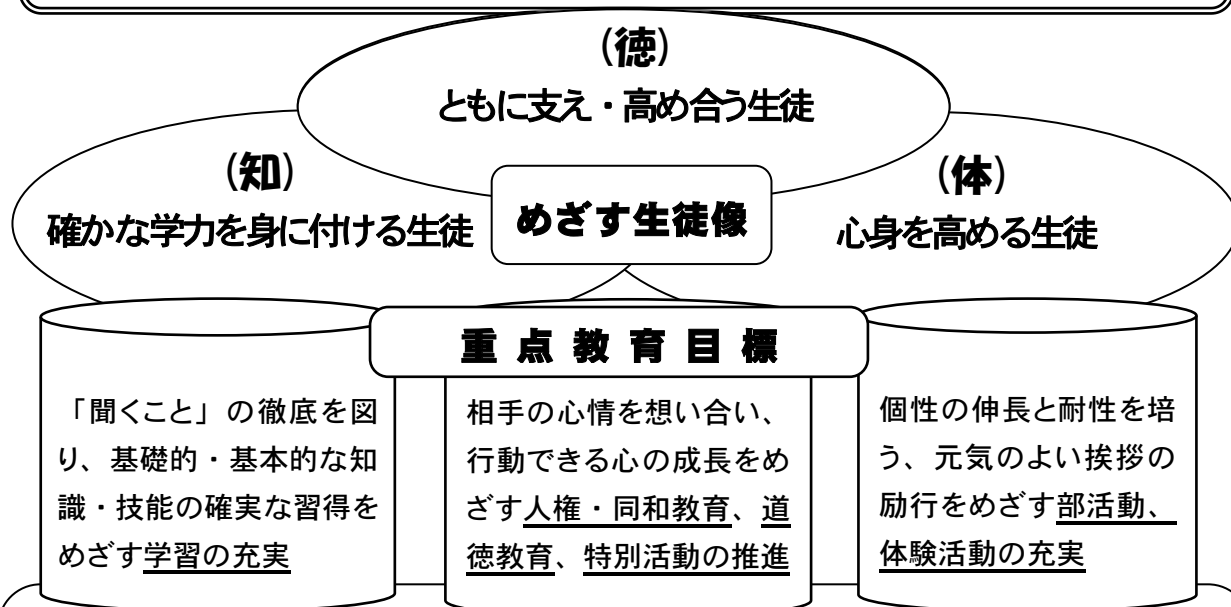 (徳)
ともに支え・高め合う生徒
(知)
確かな学力を身に付ける生徒
(体)
心身を高める生徒
めざす生徒像
重点教育目標
「聞くこと」の徹底を図
り、基礎的・基本的な知
識・技能の確実な習得を
めざす学習の充実
相手の心情を想い合い、
行動できる心の成長をめ
ざす人権・同和教育、道
徳教育、特別活動の推進
個性の伸長と耐性を培
う、元気のよい挨拶の
励行をめざす部活動、
体験活動の充実